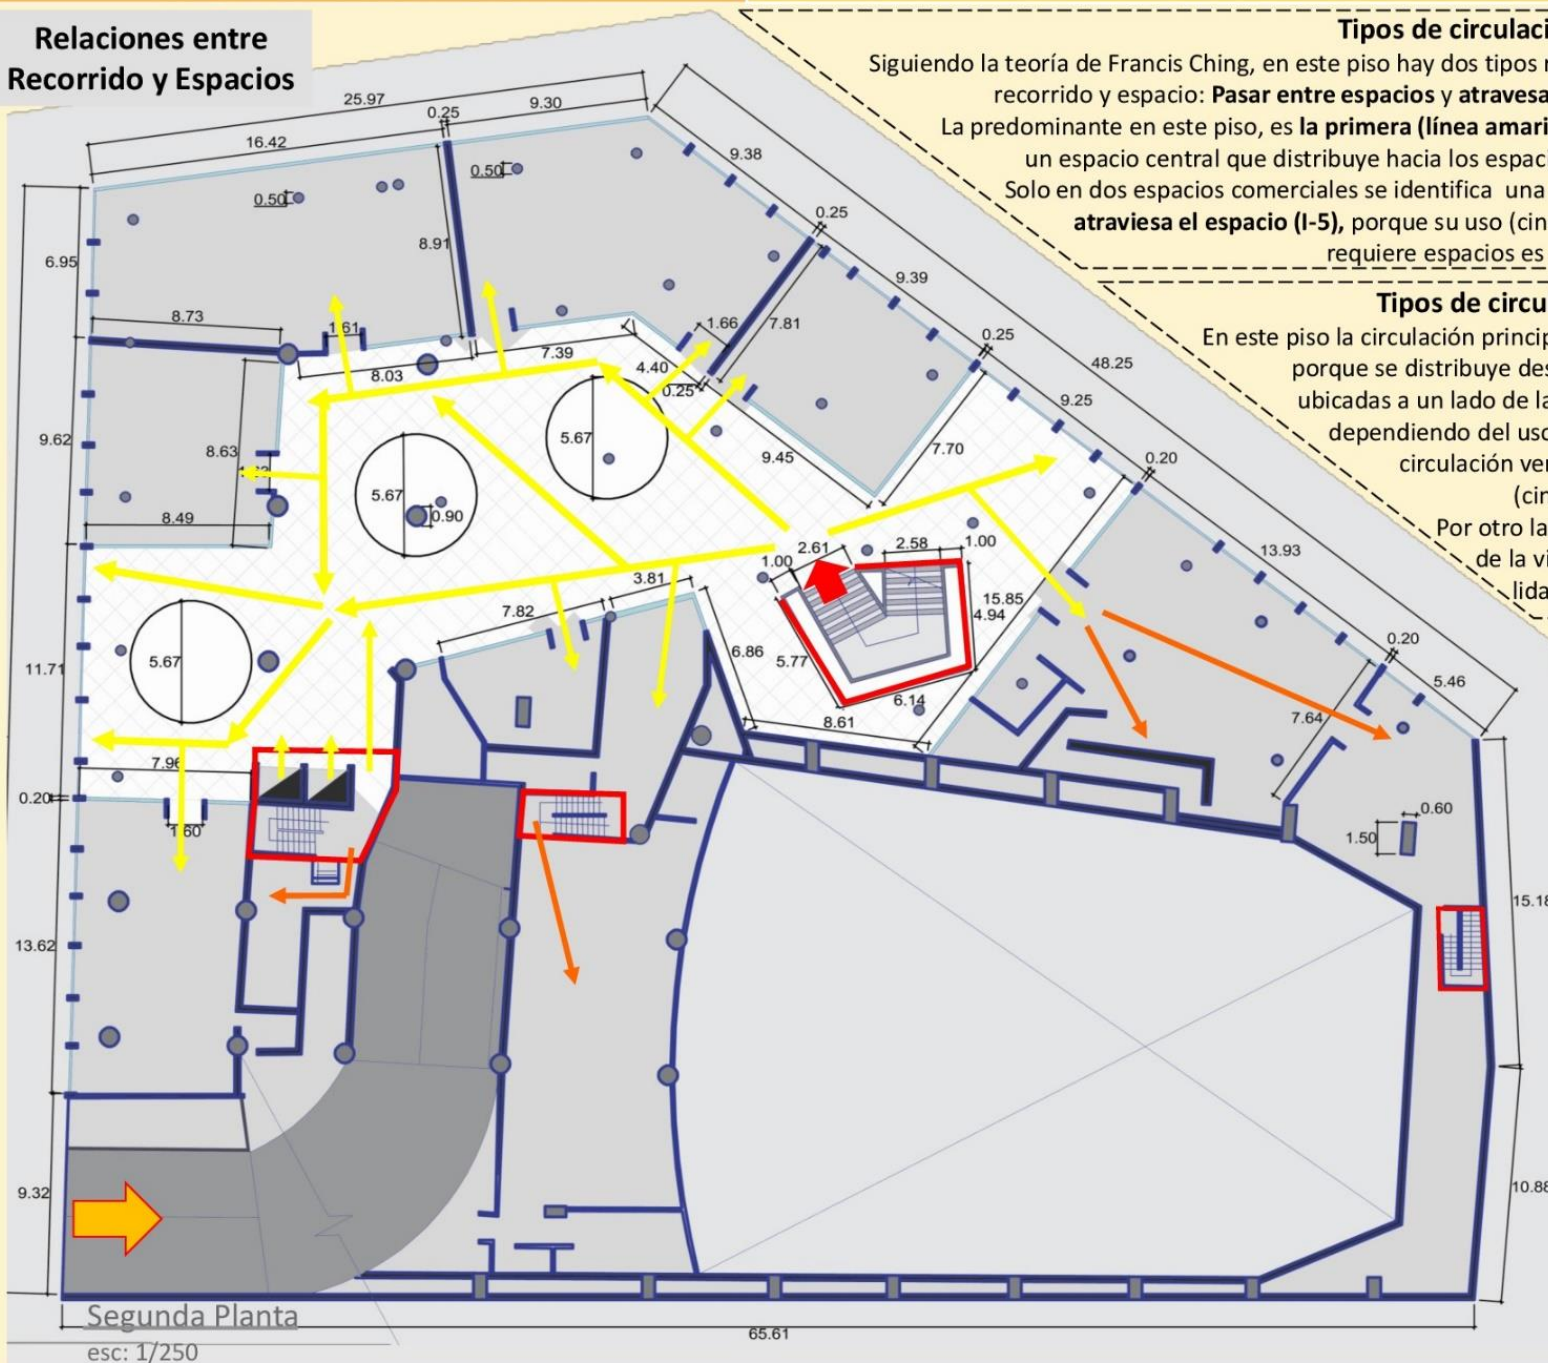 Relaciones entre
Recorrido y Espacios
Tipos de circulaci
Siguiendo la teoría de Francis Ching, en este piso hay dos tipos r
recorrido y espacio: Pasar entre espacios y atravesa
La predominante en este piso, es la primera (línea amari
un espacio central que distribuye hacia los espaci
Solo en dos espacios comerciales se identifica una
atraviesa el espacio (I-5), porque su uso (cin
requiere espacios es
Tipos de circu
En este piso la circulación princip
porque se distribuye des
ubicadas a un lado de la
dependiendo del uso
circulación ver
(cin
Por otro la
de la vi
lida
25.97
0.25
9.30
16.42
9.38
0.50
0.50
0.25
8.91
6.95
9.39
8.73
1.61
1.66
7.81
0.25
7.39
48.25
8.03
4.40
0.25
9.25
9.62
8.63
5.67
5.67
9.45
7.70
0.20
0.90
8.49
13.93
2.61
2.58
1.00
1.00
3.81
7.82
15.85
4.94
0.20
11.71
5.67
6.86
5.77
5.46
6.14
8.61
7.64
7.96
0.20
1.60
0.60
1.50
15.18
13.62
9.32
10.88
Segunda Planta
esc: 1/250
65.61